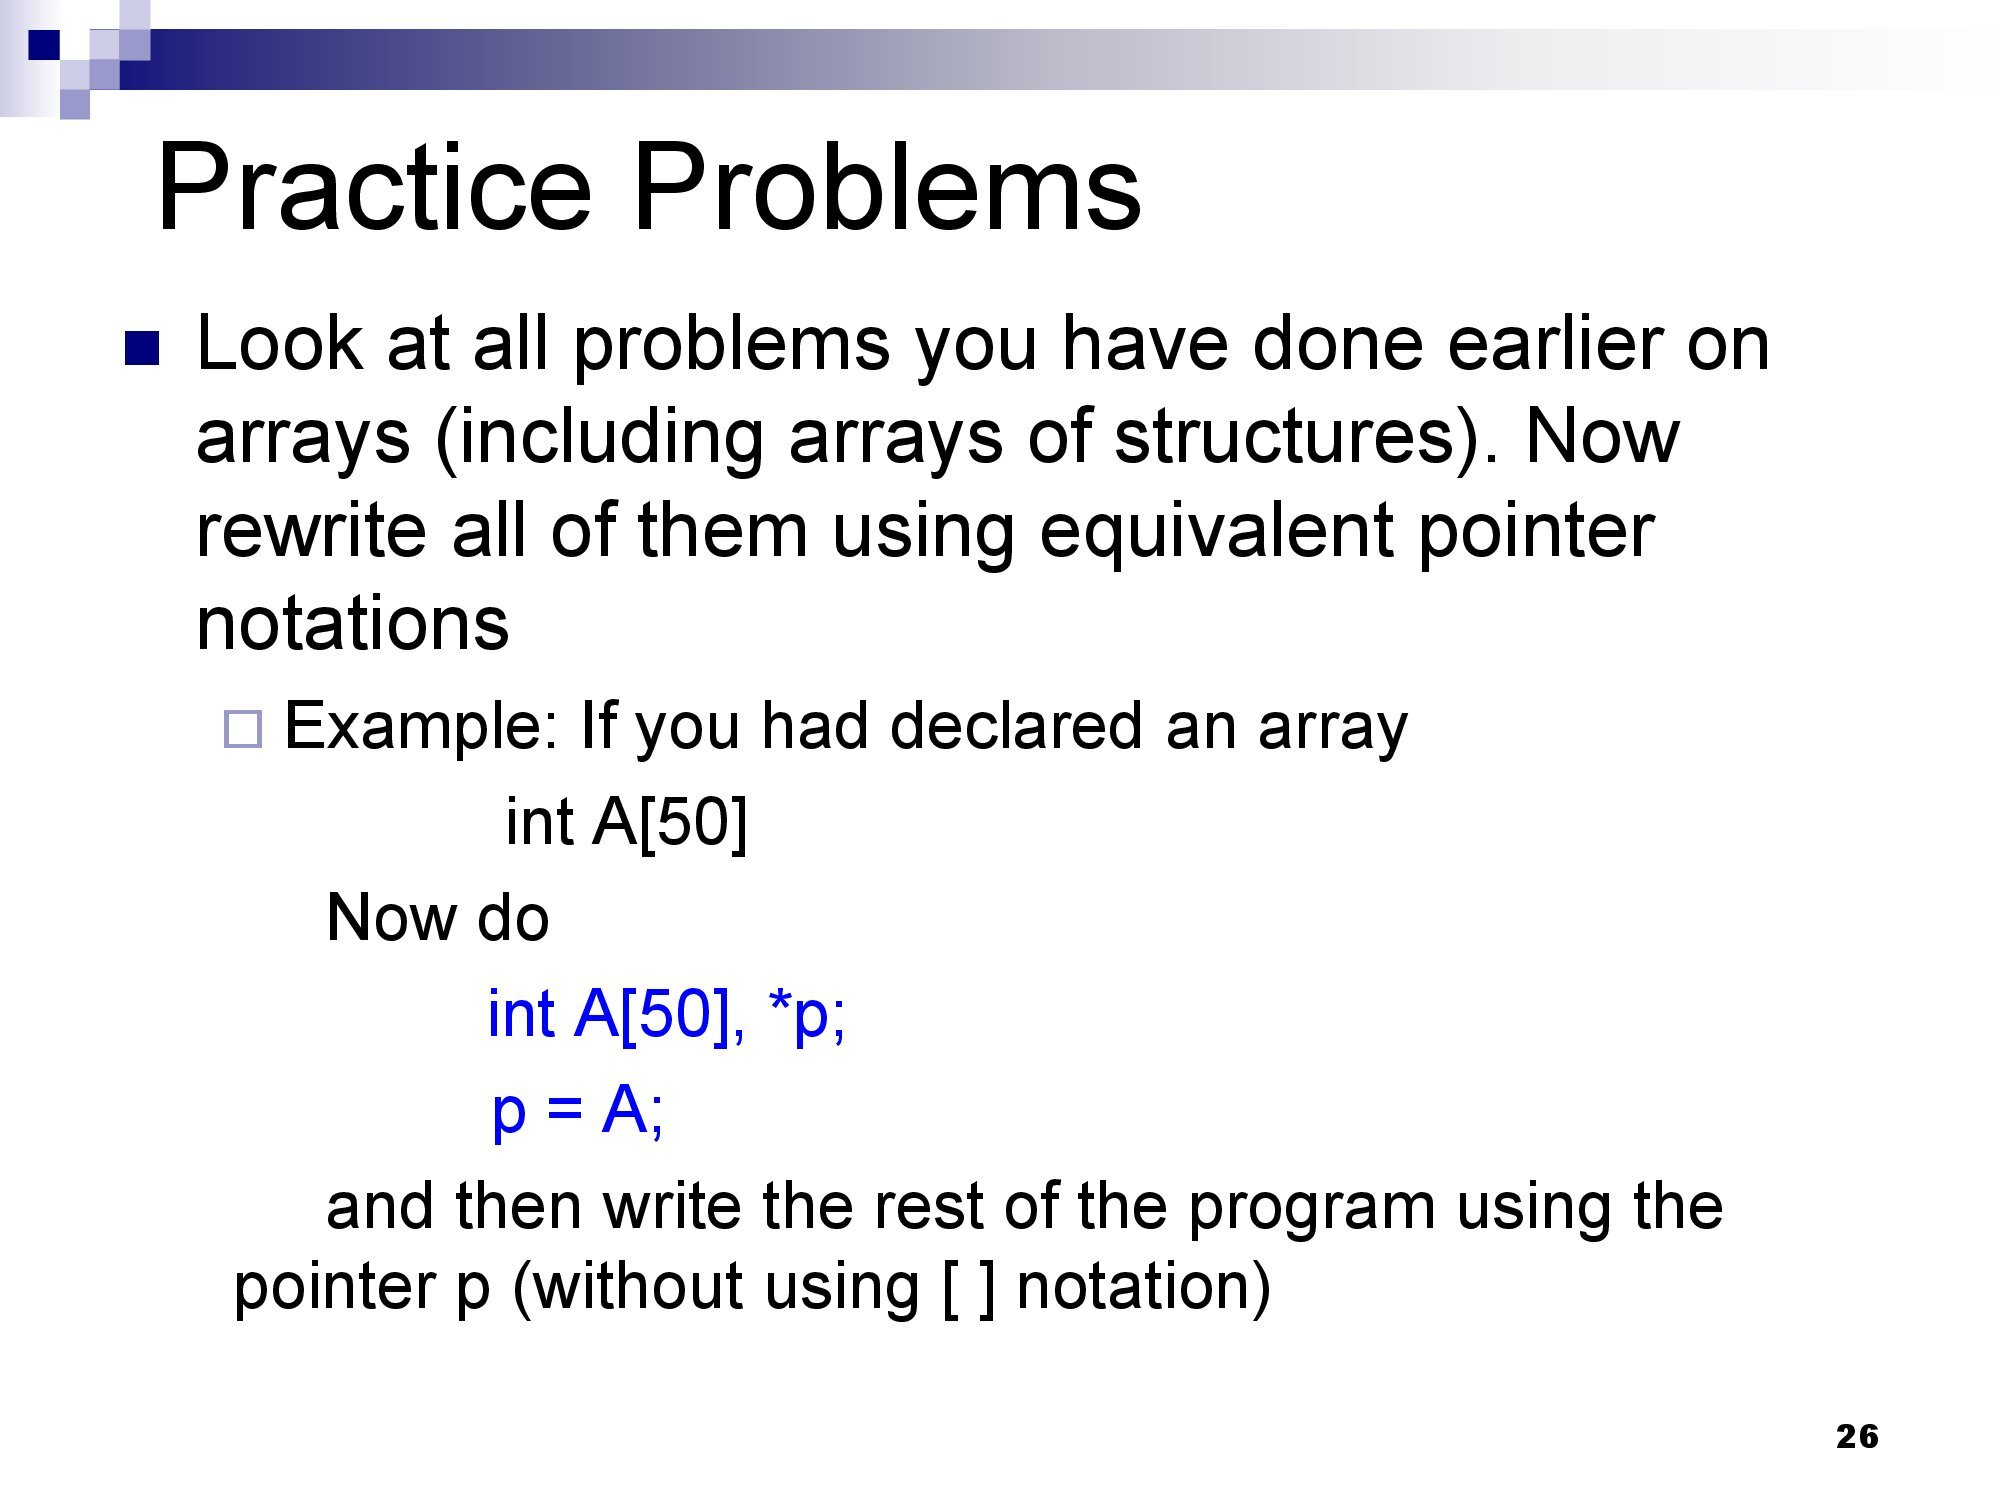 Practice Problems
Look at all problems you have done earlier on
arrays (including arrays of structures). Now
rewrite all of them using equivalent pointer
notations
Example: If you had declared an array
int A[50]
Now do
int A[50], *p;
p = A;
and then write the rest of the program using the
pointer p (without using [ ] notation)
26